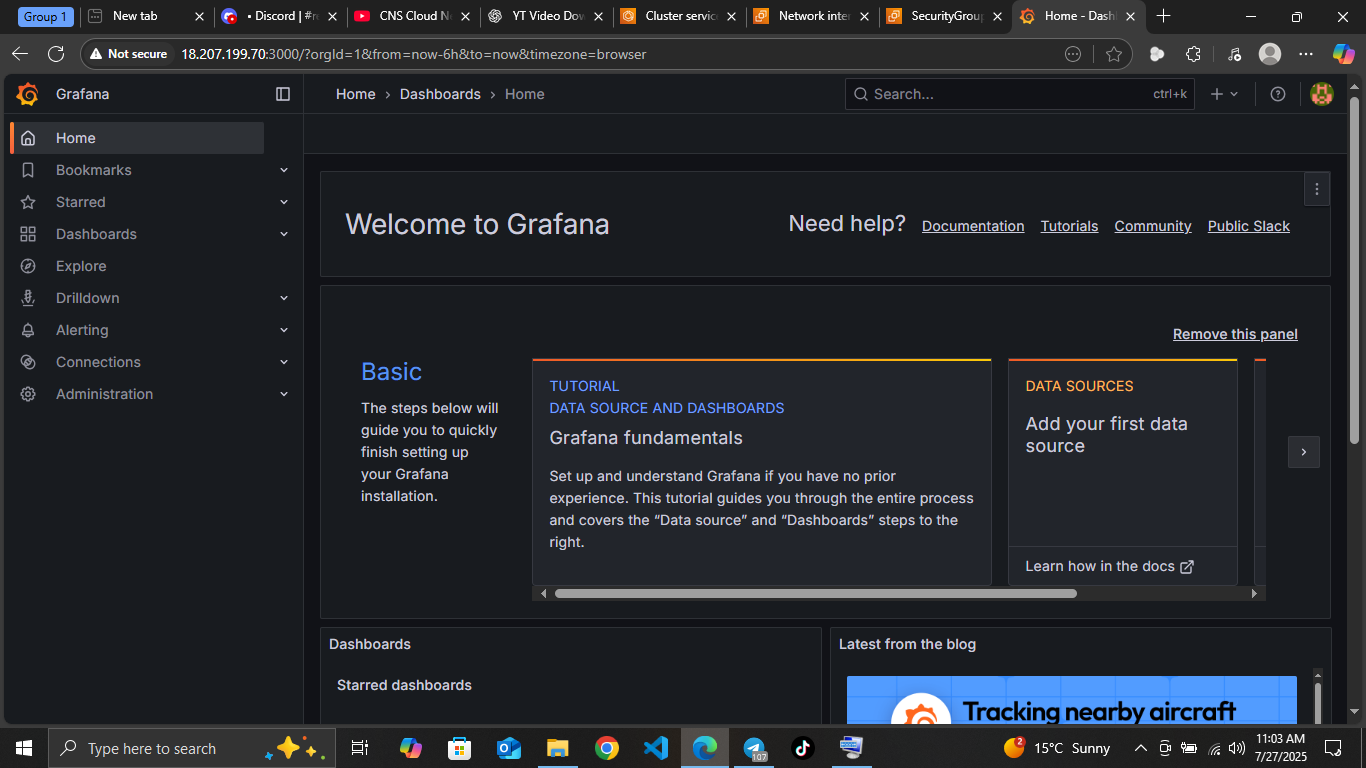 Group 1
New tab
• Discord | #r
CNS Cloud N
YT Video Dow
Cluster servic
Network inte
SecurityGroup
Home - Dash
Not secure
18.207.199.70:3000/?orgId=1&from=now-6h&to=now&timezone=browser
Grafana
Home › Dashboards › Home
Search...
ctrl+k
Home
Bookmarks
Starred
Dashboards
Explore
Drilldown
Alerting
Connections
Administration
Welcome to Grafana
Need help?
Documentation
Tutorials
Community
Public Slack
Remove this panel
Basic
The steps below will
guide you to quickly
finish setting up
your Grafana
installation.
TUTORIAL
DATA SOURCE AND DASHBOARDS
Grafana fundamentals
Set up and understand Grafana if you have no prior
experience. This tutorial guides you through the entire process
and covers the “Data source” and “Dashboards” steps to the
right.
DATA SOURCES
Add your first data
source
Learn how in the docs
Dashboards
Starred dashboards
Latest from the blog
Tracking nearby aircraft
Type here to search
107
2
15°C Sunny
11:03 AM
7/27/2025